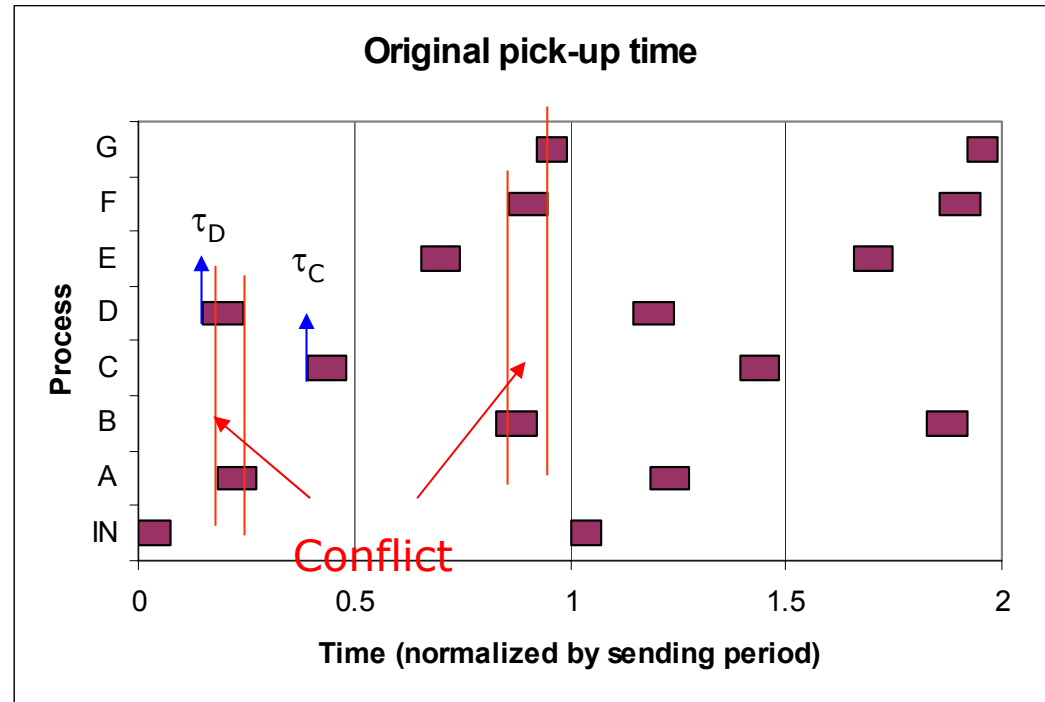 Original pick-up time
G
F
E
D
C
B
A
IN
Process
τD
τC
Conflict
0
0.5
1
1.5
2
Time (normalized by sending period)